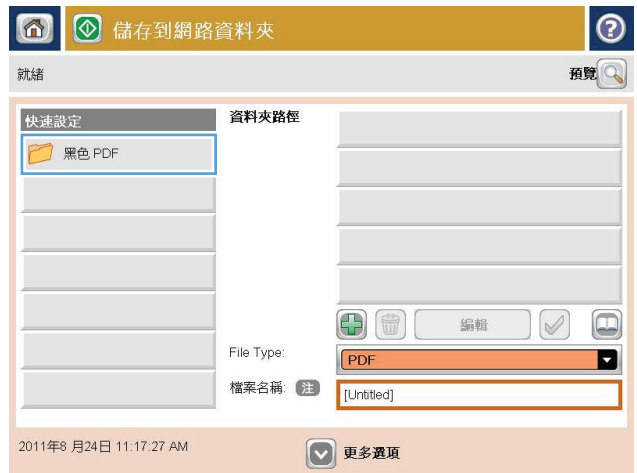 儲存到網路資料夾
就緒
預覽
快速設定
資料夾路徑
黑色 PDF
編輯
File Type:
PDF
檔案名稱:
注
[Untitled]
2011年8 月24日 11:17:27 AM
更多選項